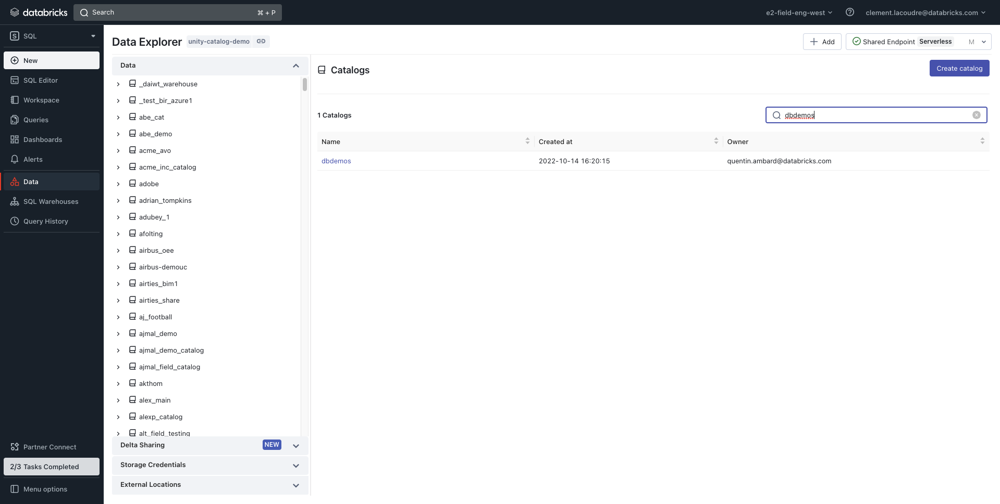 databricks
Search
⌘ + P
e2-field-eng-west
clement.lacoudre@databricks.com
S SQL
New
SQL Editor
Workspace
Queries
Dashboards
Alerts
Data
SQL Warehouses
Query History
Partner Connect
2/3 Tasks Completed
Menu options
Data Explorer
unity-catalog-demo
Add
Shared Endpoint Serverless M
Data
_daiwt_warehouse
_test_bir_azure1
abe_cat
abe_demo
acme_avo
acme_inc_catalog
adobe
adrian_tompkins
adubey_1
afolting
airbus_oee
airbus-demouc
airties_bim1
airties_share
aj_football
ajmal_demo
ajmal_demo_catalog
ajmal_field_catalog
akthom
alex_main
alexp_catalog
alt_field_testing
Delta Sharing NEW
Storage Credentials
External Locations
Catalogs
Create catalog
1 Catalogs
dbdemos
Name Created at Owner
dbdemos 2022-10-14 16:20:15 quentin.ambard@databricks.com